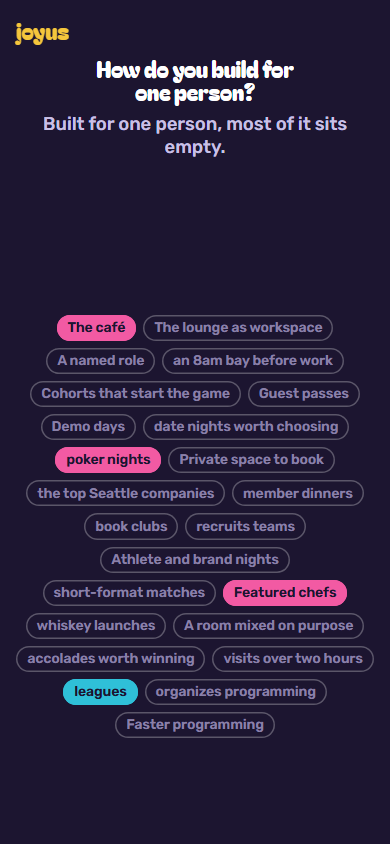 joyus
How do you build for
one person?
Built for one person, most of it sits
empty.
The café The lounge as workspace
A named role an 8am bay before work
Cohorts that start the game Guest passes
Demo days date nights worth choosing
poker nights Private space to book
the top Seattle companies member dinners
book clubs recruits teams
Athlete and brand nights
short-format matches Featured chefs
whiskey launches A room mixed on purpose
accolades worth winning visits over two hours
leagues organizes programming
Faster programming